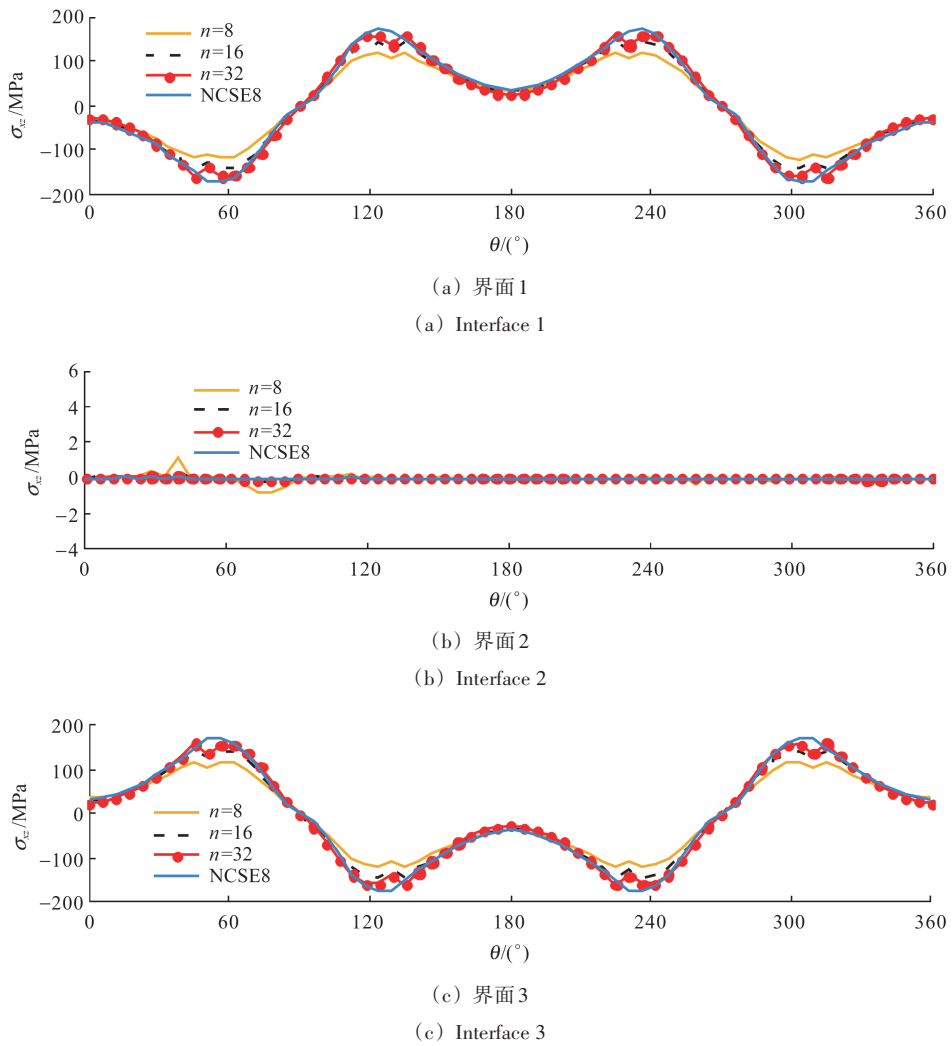 200
100
0
−100
−200
σxz/MPa
n=8
n=16
n=32
NCSE8
0 60 120 180 240 300 360
θ/(°)
(a) 界面1
(a) Interface 1
6
4
2
0
−2
−4
σxz/MPa
n=8
n=16
n=32
NCSE8
0 60 120 180 240 300 360
θ/(°)
(b) 界面2
(b) Interface 2
200
100
0
−100
−200
σxz/MPa
n=8
n=16
n=32
NCSE8
0 60 120 180 240 300 360
θ/(°)
(c) 界面3
(c) Interface 3